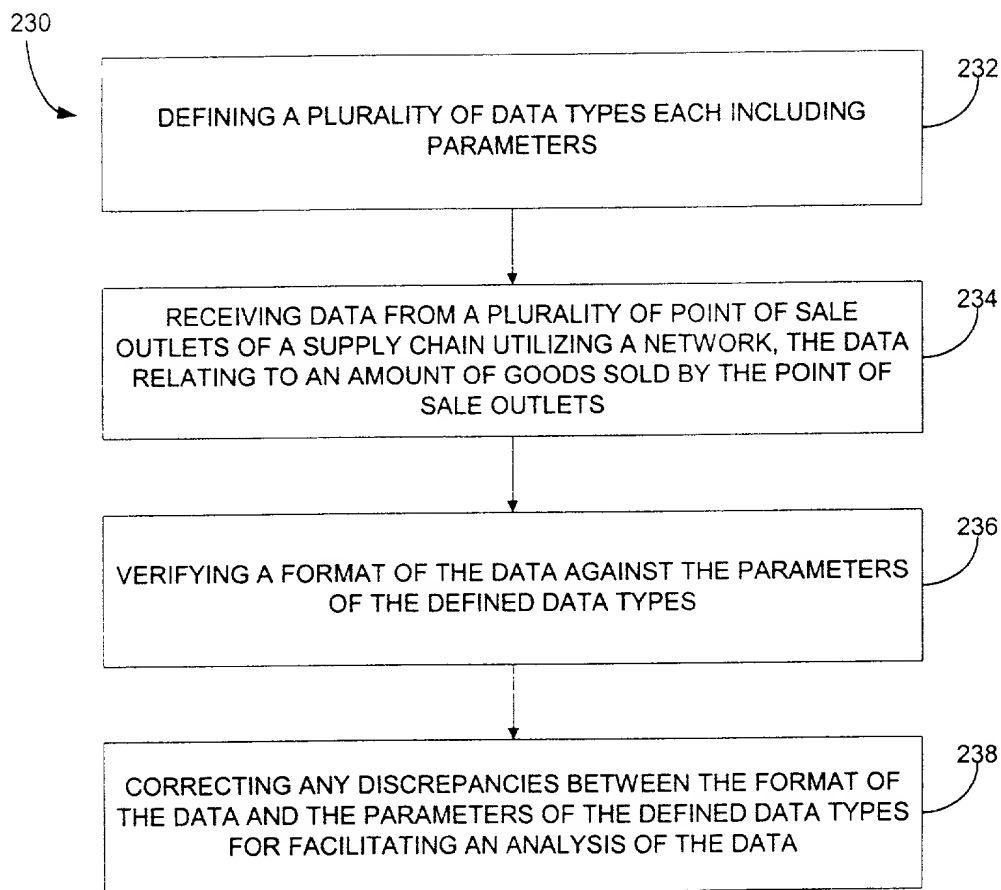 230
232
DEFINING A PLURALITY OF DATA TYPES EACH INCLUDING
PARAMETERS
234
RECEIVING DATA FROM A PLURALITY OF POINT OF SALE
OUTLETS OF A SUPPLY CHAIN UTILIZING A NETWORK, THE DATA
RELATING TO AN AMOUNT OF GOODS SOLD BY THE POINT OF
SALE OUTLETS
236
VERIFYING A FORMAT OF THE DATA AGAINST THE PARAMETERS
OF THE DEFINED DATA TYPES
238
CORRECTING ANY DISCREPANCIES BETWEEN THE FORMAT OF
THE DATA AND THE PARAMETERS OF THE DEFINED DATA TYPES
FOR FACILITATING AN ANALYSIS OF THE DATA